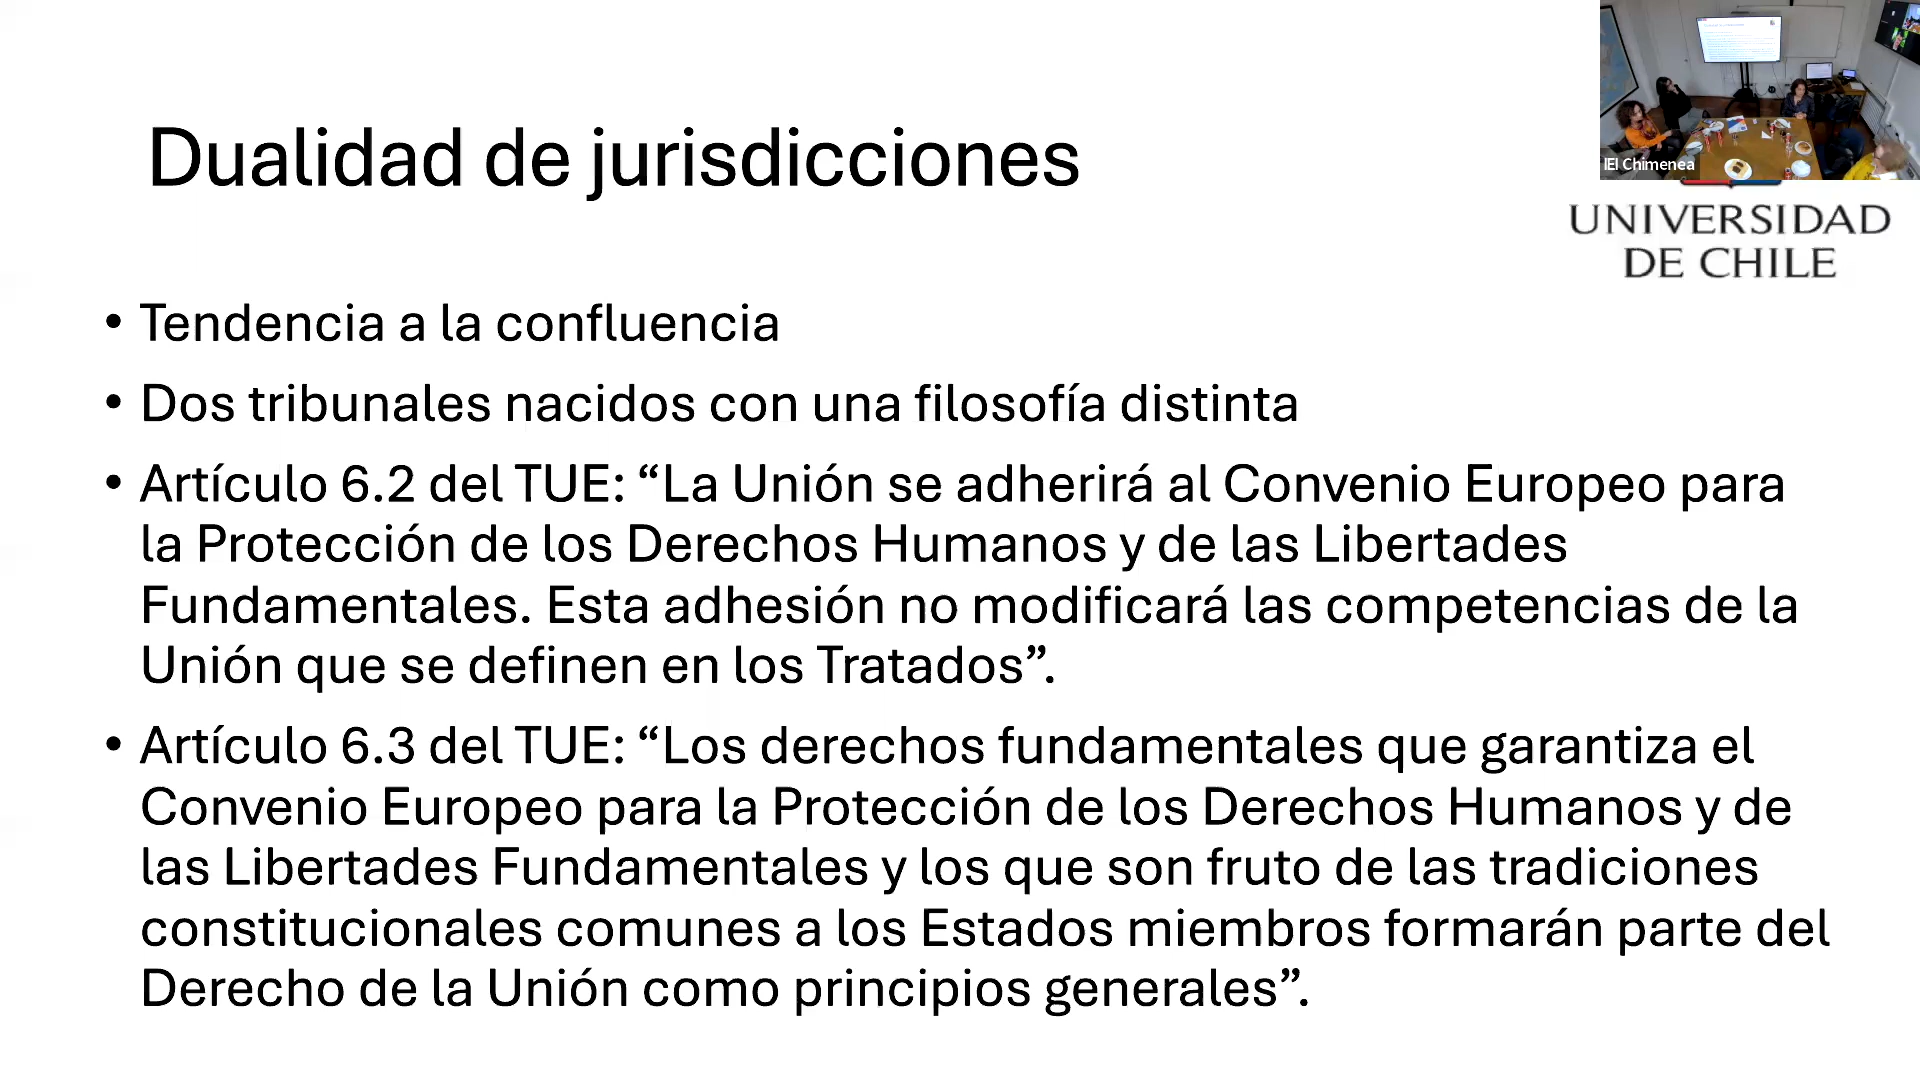 Dualidad de jurisdicciones
IEI Chimenea
UNIVERSIDAD
DE CHILE
• Tendencia a la confluencia
• Dos tribunales nacidos con una filosofía distinta
• Artículo 6.2 del TUE: “La Unión se adherirá al Convenio Europeo para
la Protección de los Derechos Humanos y de las Libertades
Fundamentales. Esta adhesión no modificará las competencias de la
Unión que se definen en los Tratados”.
• Artículo 6.3 del TUE: “Los derechos fundamentales que garantiza el
Convenio Europeo para la Protección de los Derechos Humanos y de
las Libertades Fundamentales y los que son fruto de las tradiciones
constitucionales comunes a los Estados miembros formarán parte del
Derecho de la Unión como principios generales”.